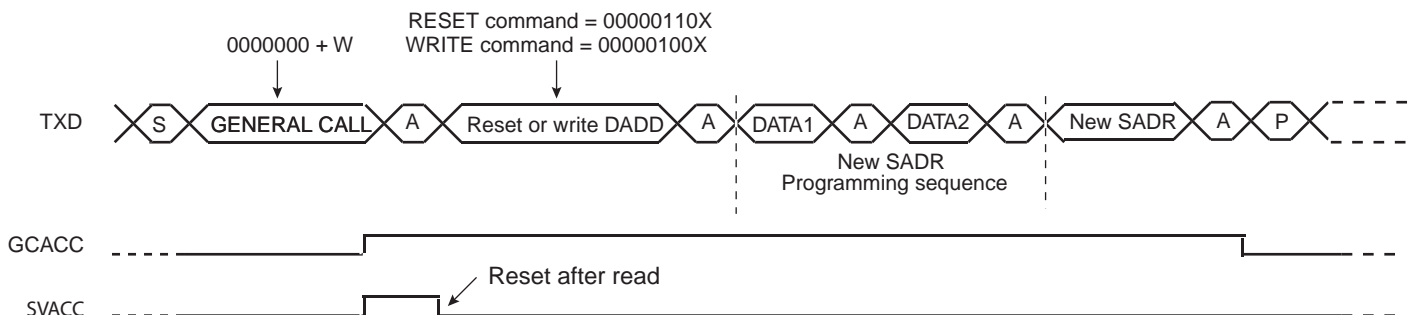 RESET command = 00000110X
0000000 + W
WRITE command = 00000100X
TXD
S
GENERAL CALL
A
Reset or write DADD
A
DATA1
A
DATA2
A
New SADR
A
P
New SADR
Programming sequence
GCACC
Reset after read
SVACC